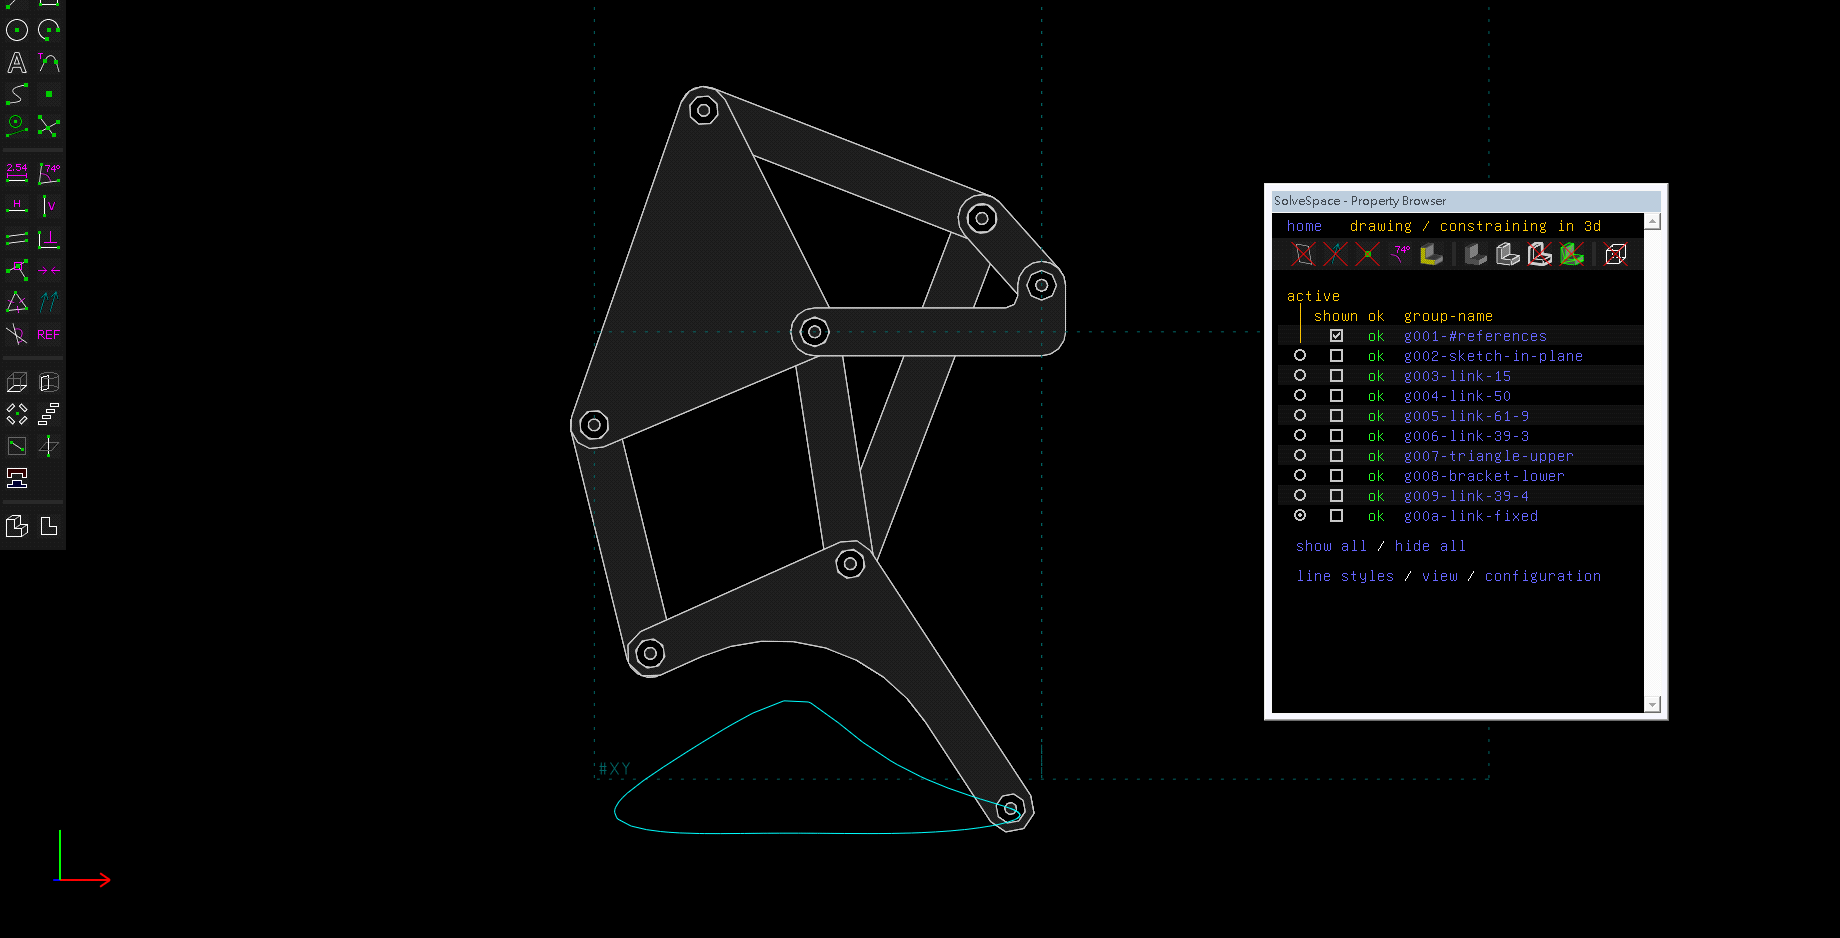 A T
2.54 74°
H V
REF
#XY
SolveSpace - Property Browser
home drawing / constraining in 3d
74°
active
shown ok group-name
ok g001-#references
ok g002-sketch-in-plane
ok g003-link-15
ok g004-link-50
ok g005-link-61-9
ok g006-link-39-3
ok g007-triangle-upper
ok g008-bracket-lower
ok g009-link-39-4
ok g00a-link-fixed
show all / hide all
line styles / view / configuration